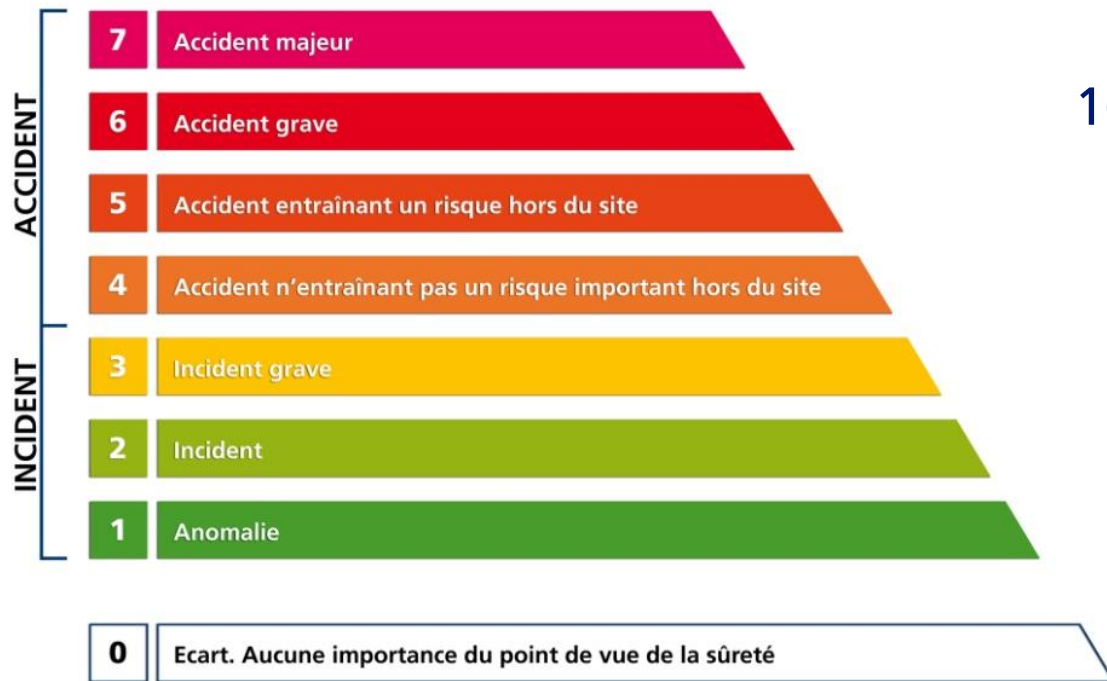 ACCIDENT
7 Accident majeur
6 Accident grave
5 Accident entraînant un risque hors du site
4 Accident n'entraînant pas un risque important hors du site
INCIDENT
3 Incident grave
2 Incident
1 Anomalie
0 Ecart. Aucune importance du point de vue de la sûreté